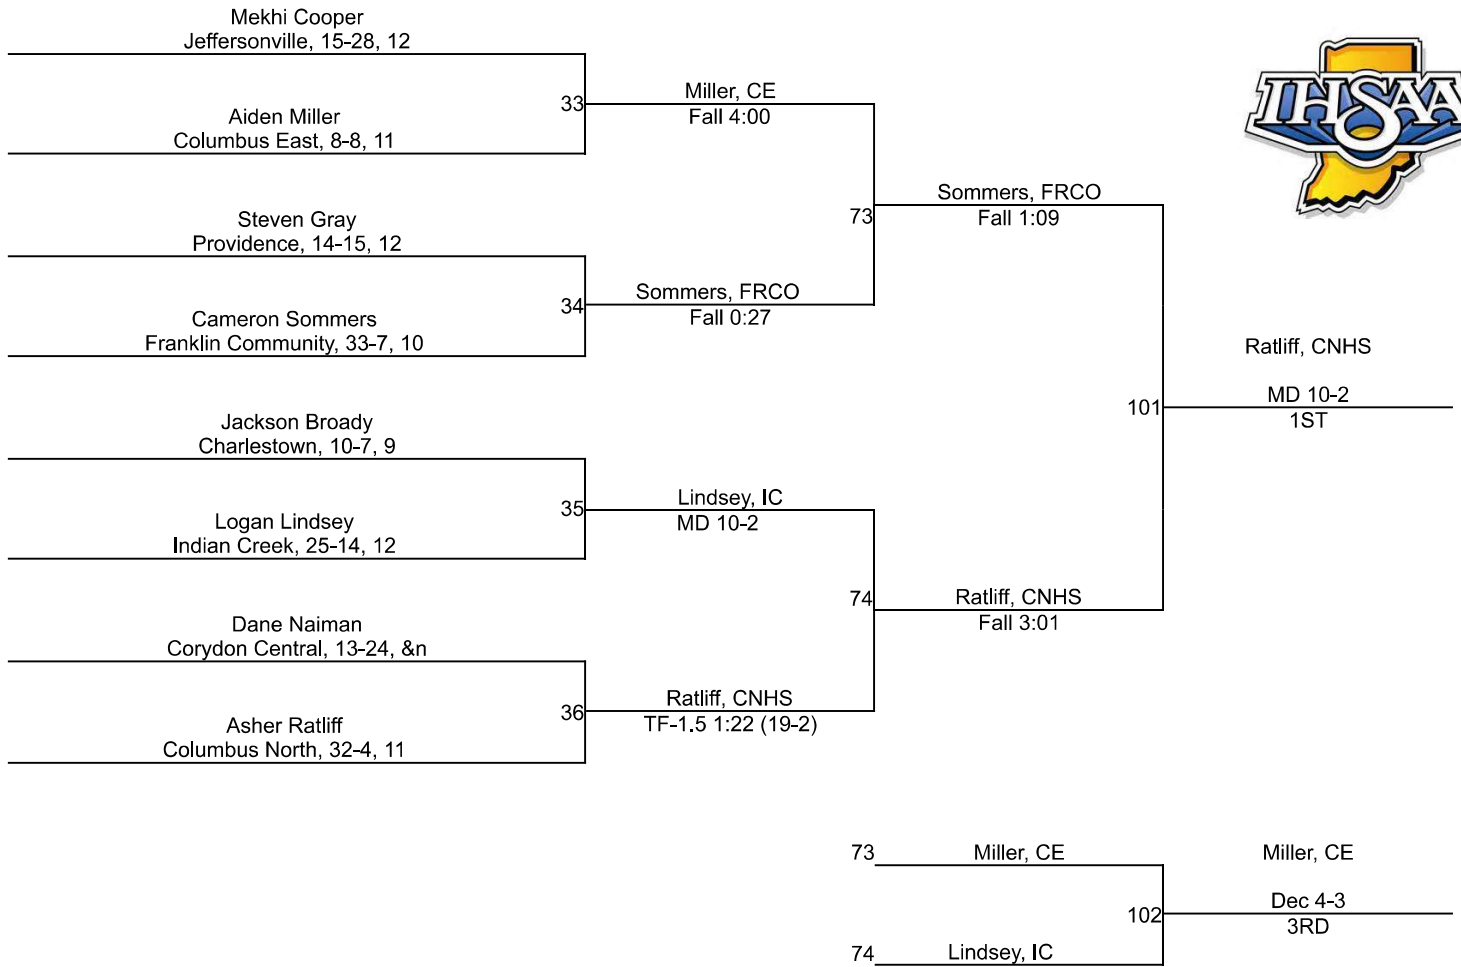 Mekhi Cooper
Jeffersonville, 15-28, 12
Aiden Miller
Columbus East, 8-8, 11
33
Miller, CE
Fall 4:00
Steven Gray
Providence, 14-15, 12
Cameron Sommers
Franklin Community, 33-7, 10
34
Sommers, FRCO
Fall 0:27
73
Sommers, FRCO
Fall 1:09
IHSAA
Jackson Broady
Charlestown, 10-7, 9
Logan Lindsey
Indian Creek, 25-14, 12
35
Lindsey, IC
MD 10-2
Dane Naiman
Corydon Central, 13-24, &n
Asher Ratliff
Columbus North, 32-4, 11
36
Ratliff, CNHS
TF-1.5 1:22 (19-2)
74
Ratliff, CNHS
Fall 3:01
101
Ratliff, CNHS
MD 10-2
1ST
73
Miller, CE
74
Lindsey, IC
102
Miller, CE
Dec 4-3
3RD